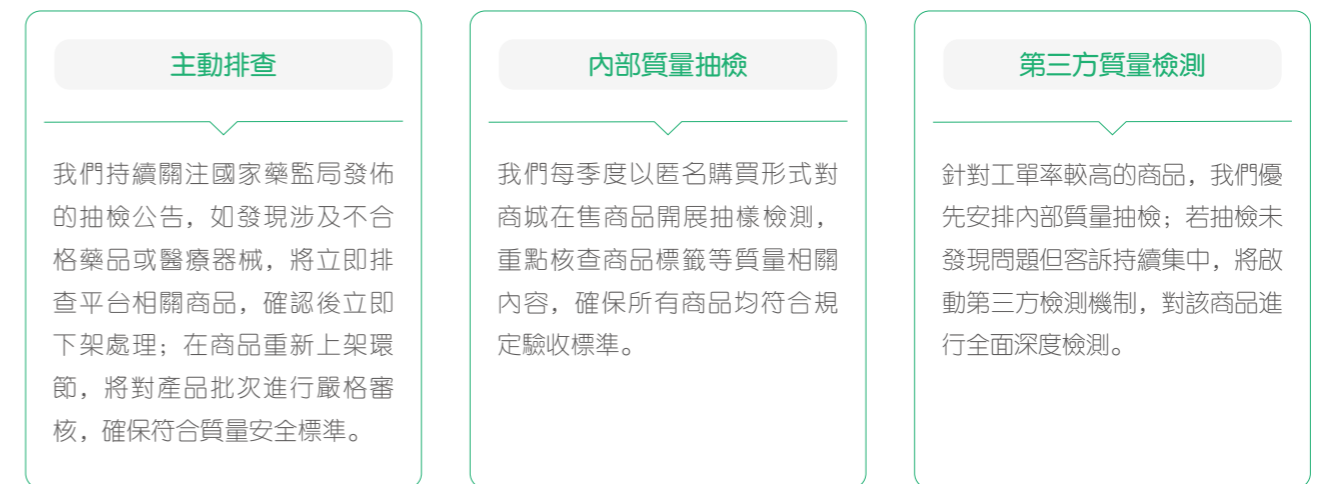 主動排查
我們持續關注國家藥監局發佈
的抽檢公告，如發現涉及不合
格藥品或醫療器械，將立即排
查平台相關商品，確認後立即
下架處理；在商品重新上架環
節，將對產品批次進行嚴格審
核，確保符合質量安全標準。
內部質量抽檢
我們每季度以匿名購買形式對
商城在售商品開展抽樣檢測，
重點核查商品標籤等質量相關
內容，確保所有商品均符合規
定驗收標準。
第三方質量檢測
針對工單率較高的商品，我們優
先安排內部質量抽檢；若抽檢未
發現問題但客訴持續集中，將啟
動第三方檢測機制，對該商品進
行全面深度檢測。